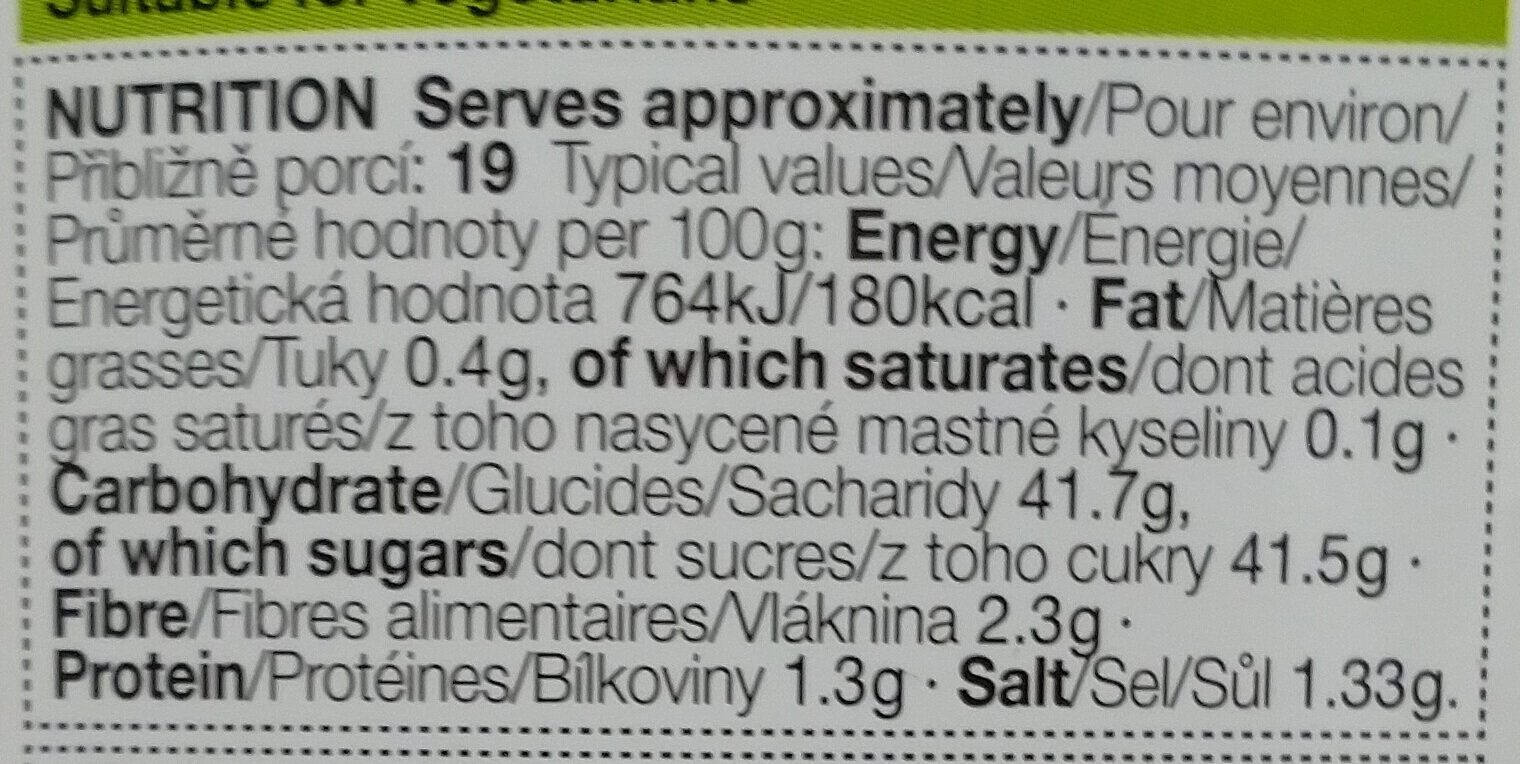 Suitable for vegetarians
NUTRITION Serves approximately/Pour environ/
Přibližně porcí: 19 Typical values/Valeurs moyennes/
Průměrné hodnoty per 100g: Energy/Énergie/
Energetická hodnota 764kJ/180kcal · Fat/Matières
grasses/Tuky 0.4g, of which saturates/dont acides
gras saturés/z toho nasycené mastné kyseliny 0.1g ·
Carbohydrate/Glucides/Sacharidy 41.7g,
of which sugars/dont sucres/z toho cukry 41.5g ·
Fibre/Fibres alimentaires/Vláknina 2.3g ·
Protein/Protéines/Bílkoviny 1.3g · Salt/Sel/Sůl 1.33g.